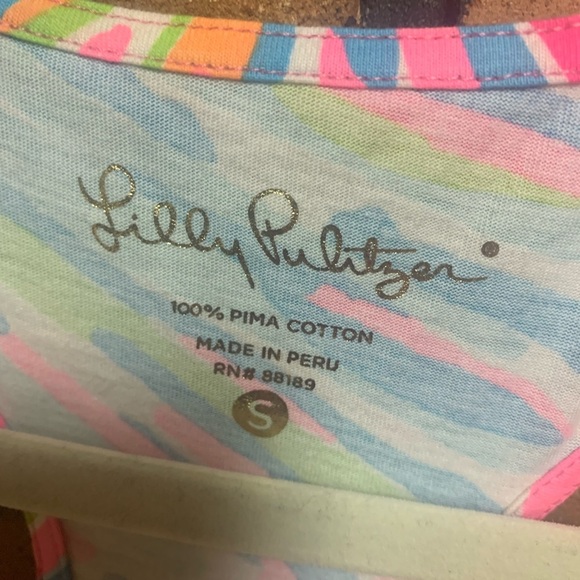 Lilly Pulitzer
100% PIMA COTTON
MADE IN PERU
RN# 88189
S